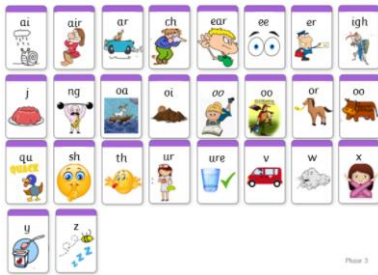 ai air ar ch ear ee er igh
j ng oa oi oo oo or oo
qu sh th ur ure v w x
QUACK
y z
z z z
Phase 3